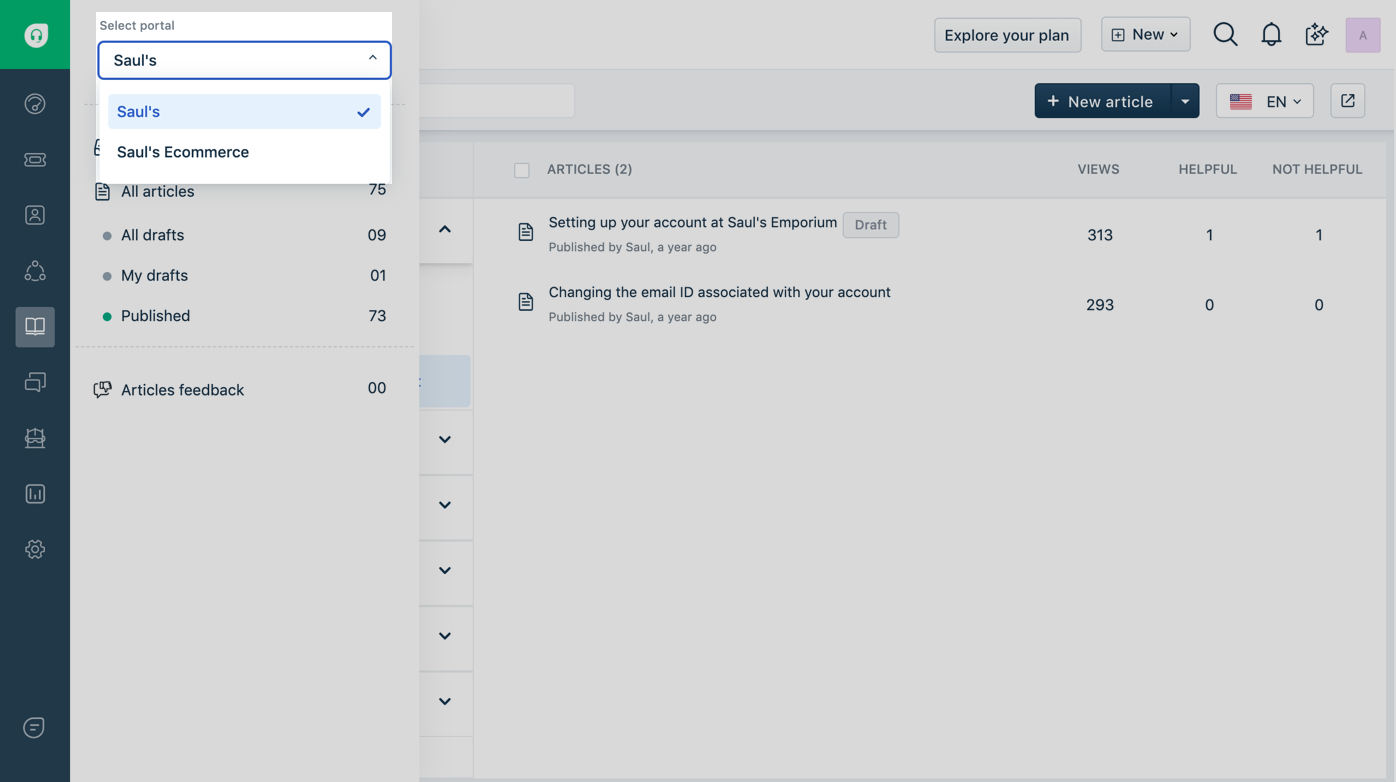 Select portal
Saul's
Saul's
Saul's Ecommerce
All articles 75
All drafts 09
My drafts 01
Published 73
Articles feedback 00
Explore your plan
New
A
New article
EN
ARTICLES (2) VIEWS HELPFUL NOT HELPFUL
Setting up your account at Saul's Emporium Draft
Published by Saul, a year ago
313 1 1
Changing the email ID associated with your account
Published by Saul, a year ago
293 0 0